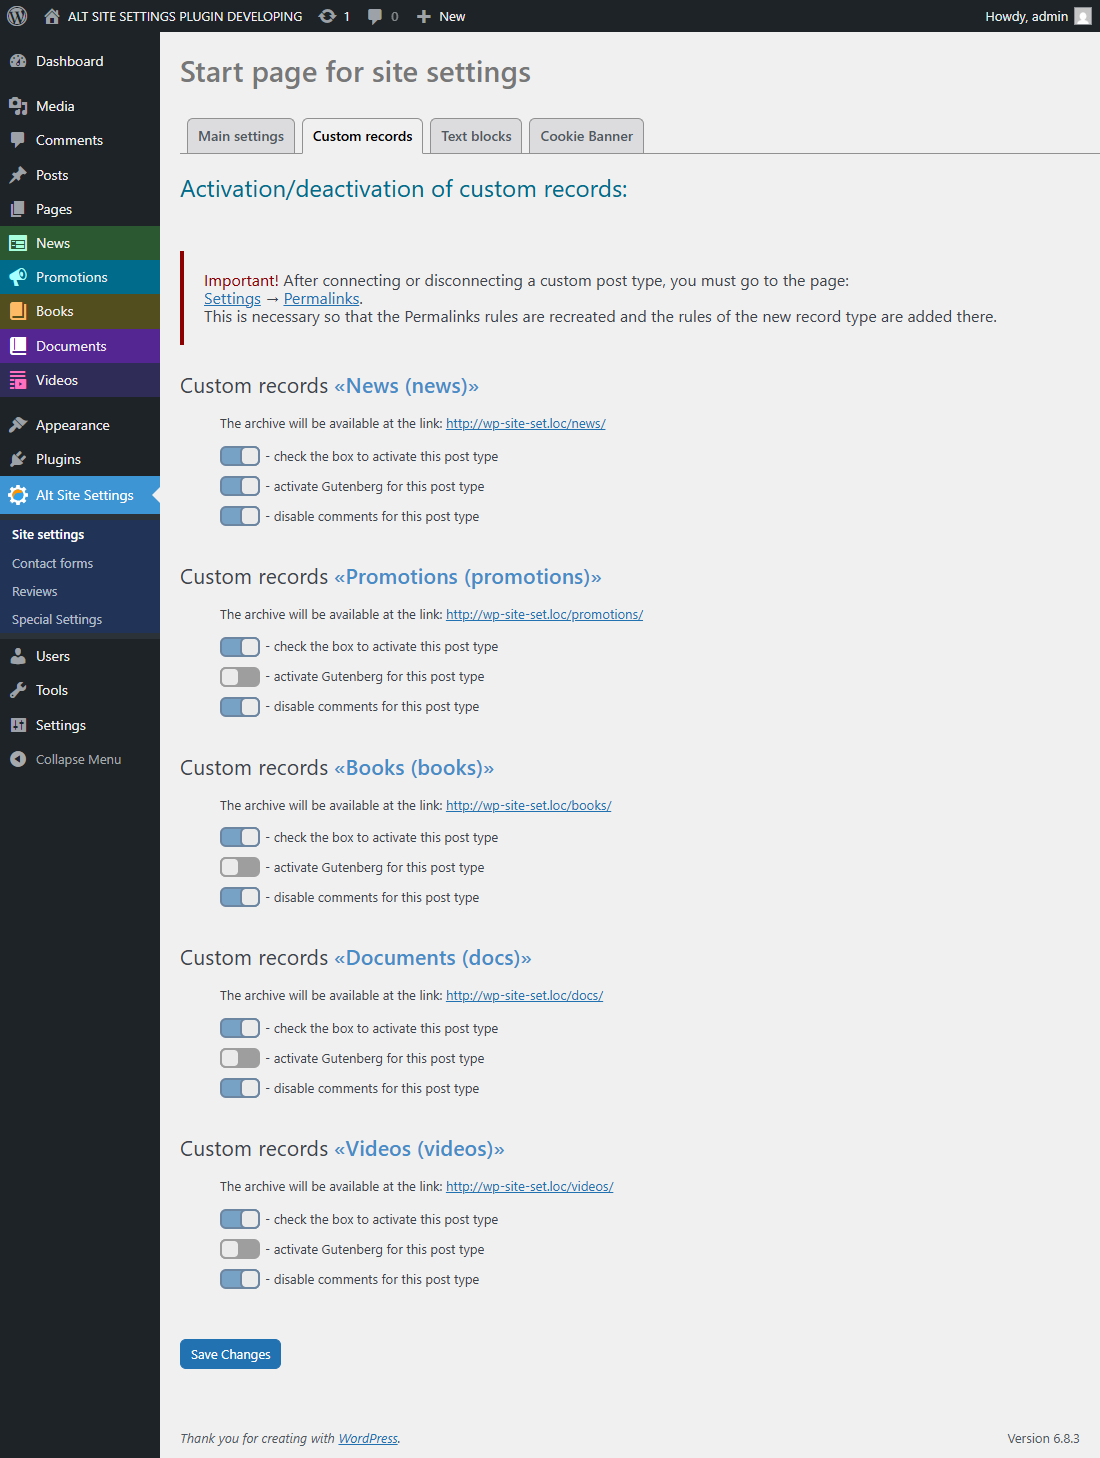 ALT SITE SETTINGS PLUGIN DEVELOPING 1 0 New Howdy, admin
Dashboard
Media
Comments
Posts
Pages
News
Promotions
Books
Documents
Videos
Appearance
Plugins
Alt Site Settings
Site settings
Contact forms
Reviews
Special Settings
Users
Tools
Settings
Collapse Menu
Start page for site settings
Main settings Custom records Text blocks Cookie Banner
Activation/deactivation of custom records:
Important! After connecting or disconnecting a custom post type, you must go to the page:
Settings → Permalinks.
This is necessary so that the Permalinks rules are recreated and the rules of the new record type are added there.
Custom records «News (news)»
The archive will be available at the link: http://wp-site-set.loc/news/
- check the box to activate this post type
- activate Gutenberg for this post type
- disable comments for this post type
Custom records «Promotions (promotions)»
The archive will be available at the link: http://wp-site-set.loc/promotions/
- check the box to activate this post type
- activate Gutenberg for this post type
- disable comments for this post type
Custom records «Books (books)»
The archive will be available at the link: http://wp-site-set.loc/books/
- check the box to activate this post type
- activate Gutenberg for this post type
- disable comments for this post type
Custom records «Documents (docs)»
The archive will be available at the link: http://wp-site-set.loc/docs/
- check the box to activate this post type
- activate Gutenberg for this post type
- disable comments for this post type
Custom records «Videos (videos)»
The archive will be available at the link: http://wp-site-set.loc/videos/
- check the box to activate this post type
- activate Gutenberg for this post type
- disable comments for this post type
Save Changes
Thank you for creating with WordPress. Version 6.8.3